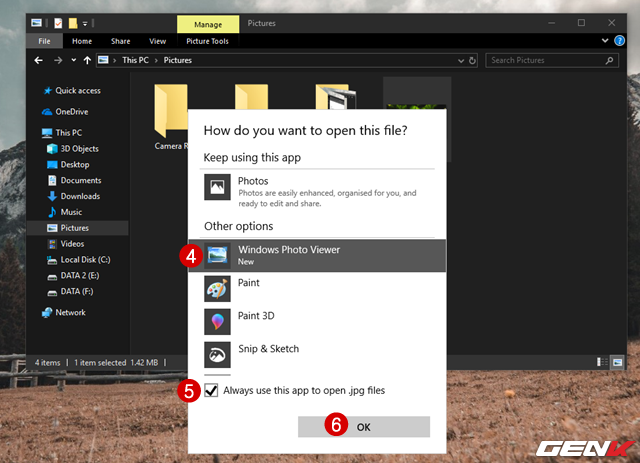 Manage
Pictures
File
Home
Share
View
Picture Tools
This PC
Pictures
Search Pictures
Quick access
OneDrive
This PC
3D Objects
Desktop
Documents
Downloads
Music
Pictures
Videos
Local Disk (C:)
DATA 2 (E:)
DATA (F:)
Network
Camera R
How do you want to open this file?
Keep using this app
Photos
Photos are easily enhanced, organised for you, and
ready to edit and share.
Other options
4
Windows Photo Viewer
New
Paint
Paint 3D
Snip & Sketch
5
Always use this app to open .jpg files
6
OK
4 items
1 item selected 1.42 MB
GENK